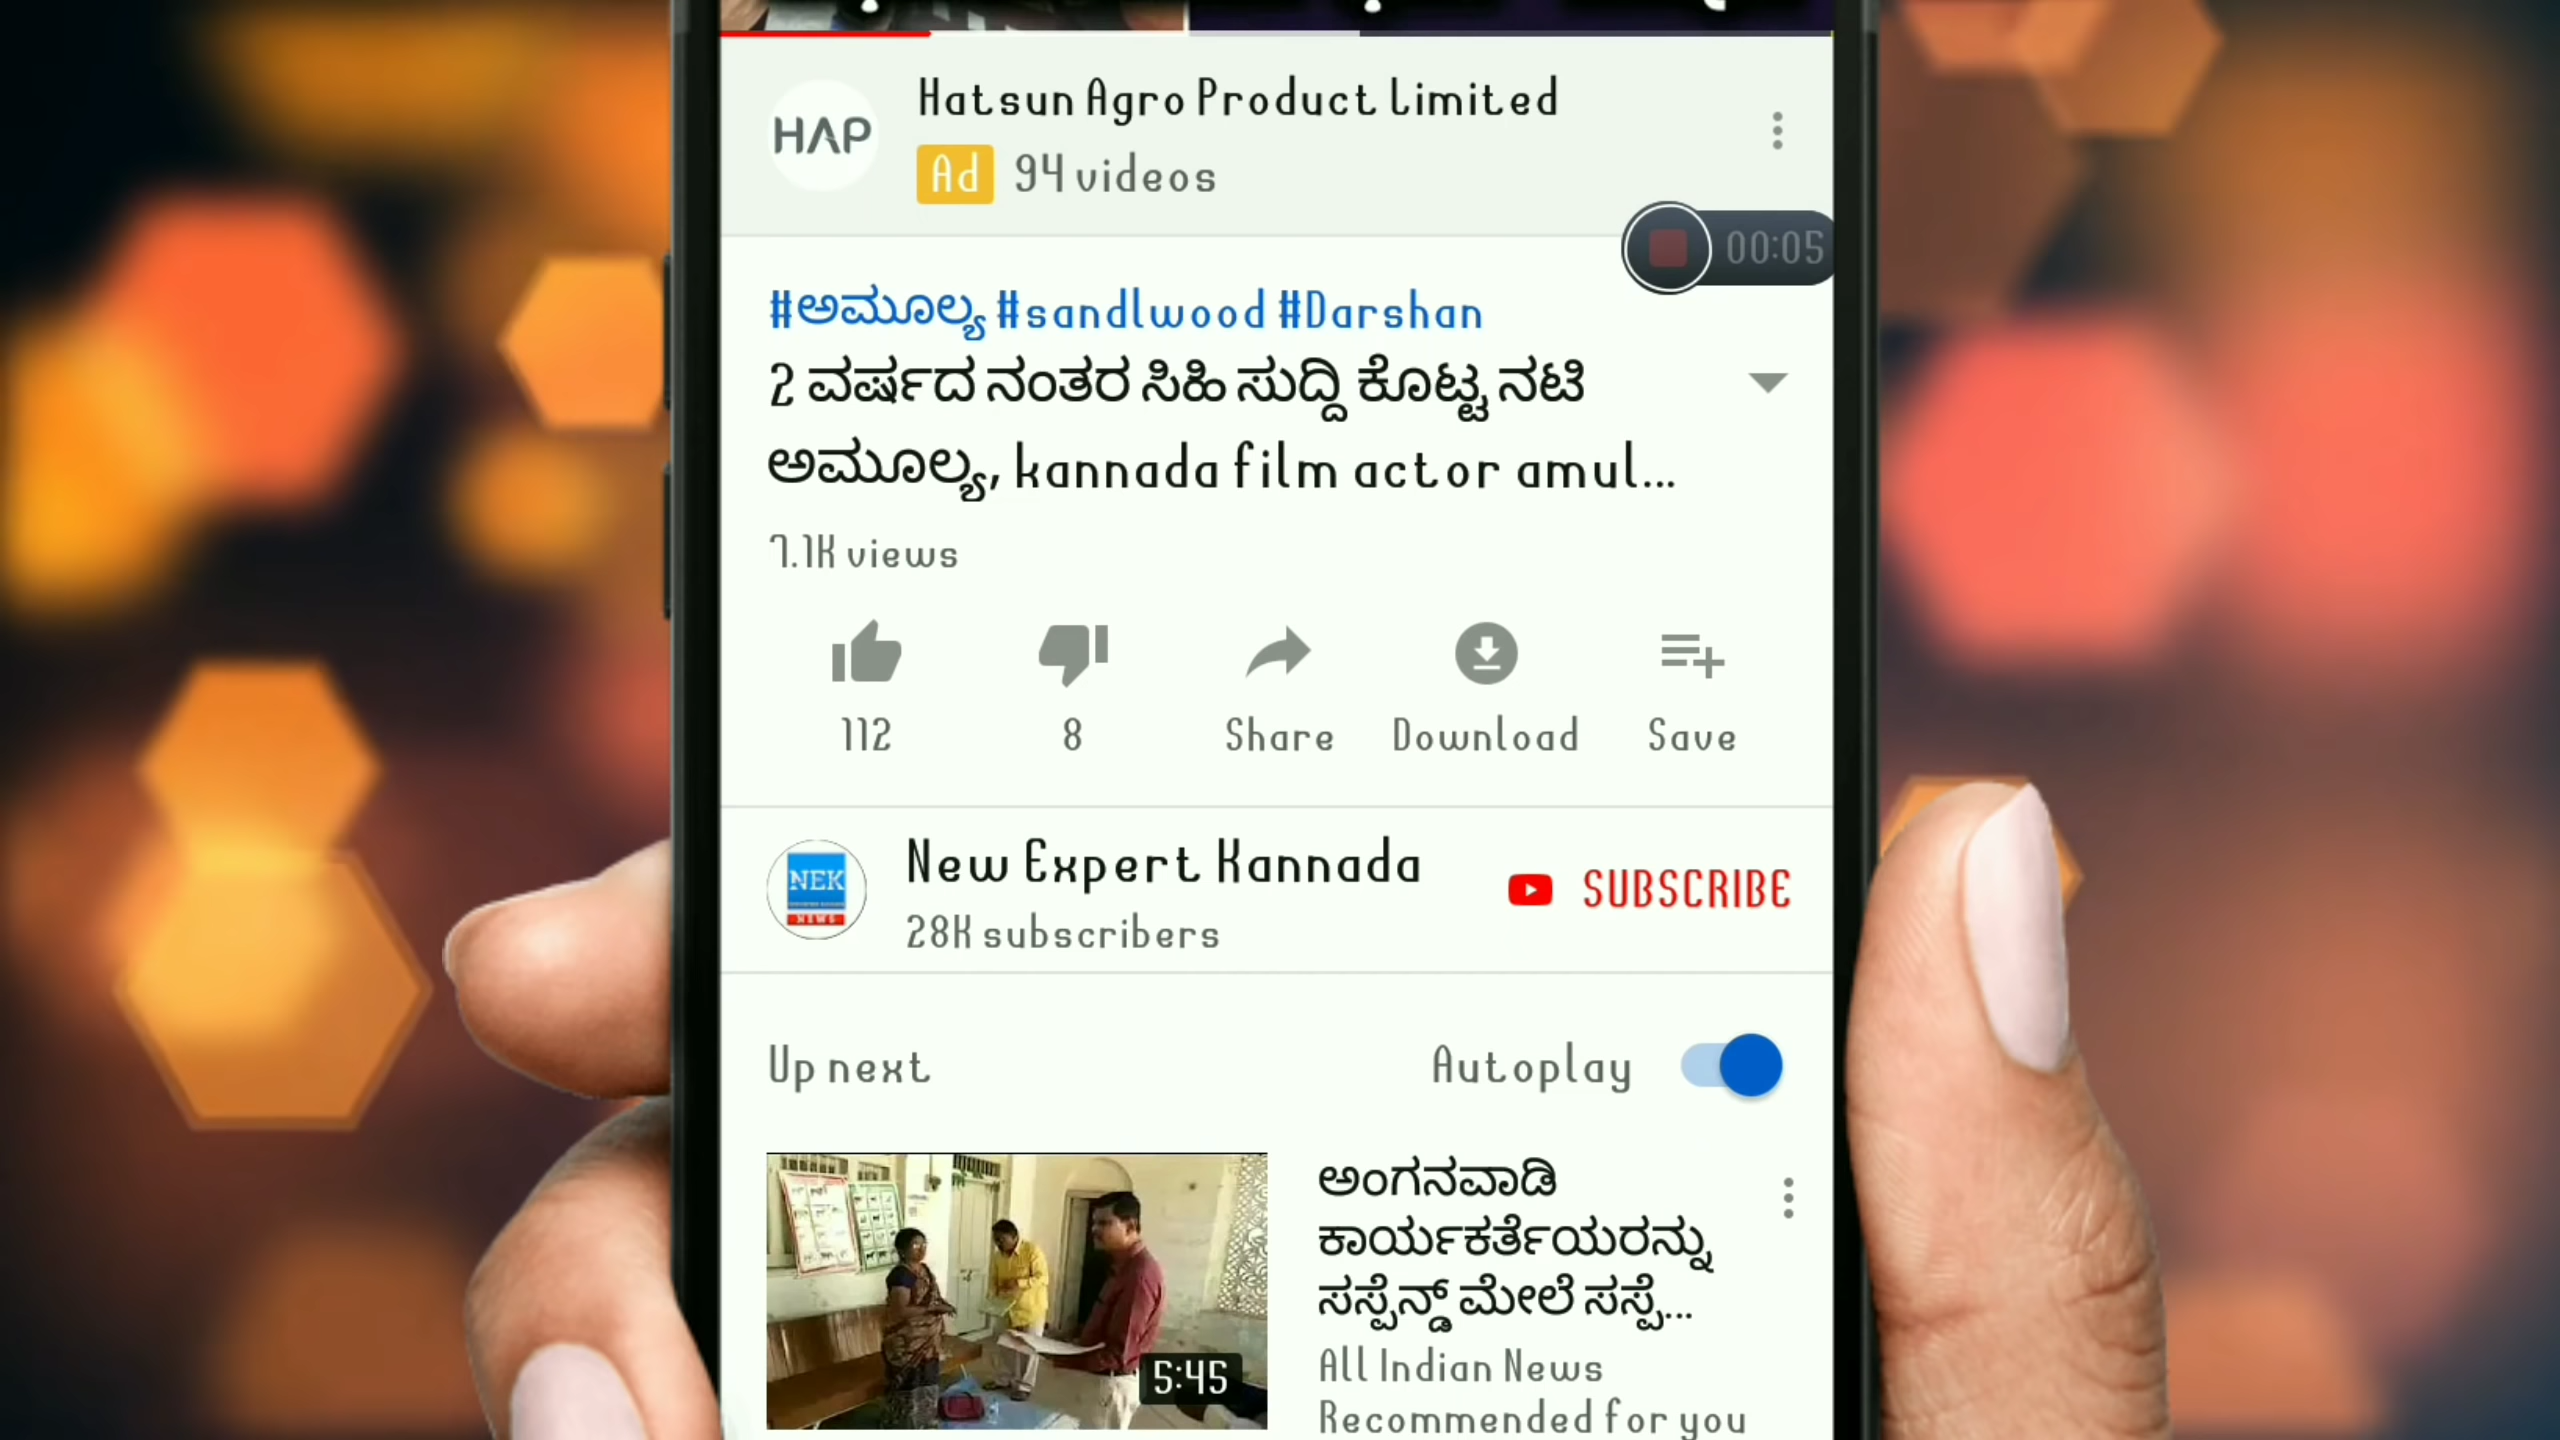 Hatsun Agro Product Limited
HAP
Ad 94 videos
00:05
#ಅಮೂಲ್ಯ #sandlwood #Darshan
2 ವರ್ಷದ ನಂತರ ಸಿಹಿ ಸುದ್ದಿ ಕೊಟ್ಟ ನಟಿ
ಅಮೂಲ್ಯ, kannada film actor amul...
7.1K views
112 8 Share Download Save
New Expert Kannada
NEK
NEWS
SUBSCRIBE
28K subscribers
Up next Autoplay
ಅಂಗನವಾಡಿ
ಕಾರ್ಯಕರ್ತೆಯರನ್ನು
ಸಸ್ಪೆನ್ಡ್ ಮೇಲೆ ಸಸ್ಪೆ...
5:45
All Indian News
Recommended for you